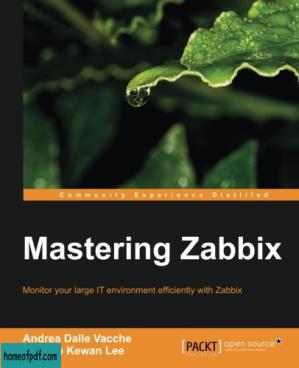 Community Experience Distilled
Mastering Zabbix
Monitor your large IT environment efficiently with Zabbix
Andrea Dalle Vacche
Kewan Lee
[PACKT] open source*
PUBLISHING
homeofpdf.com